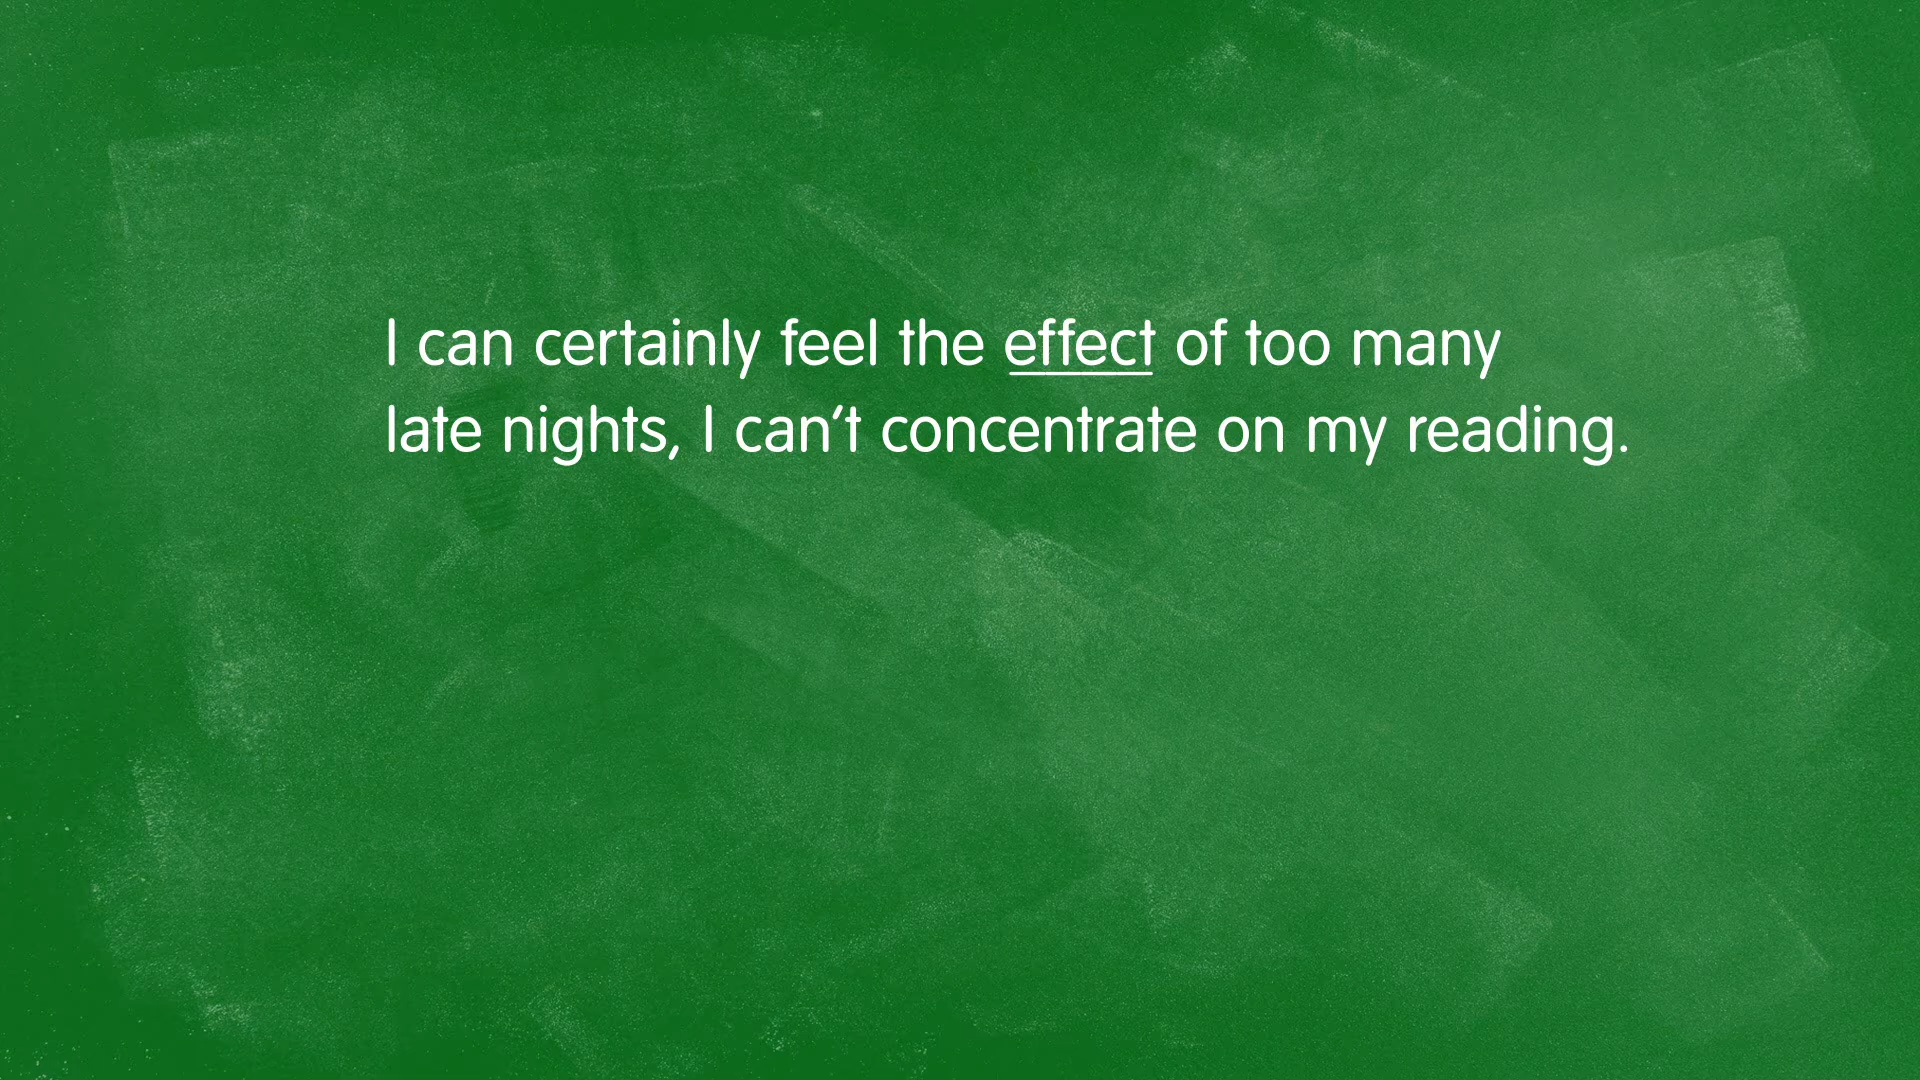 I can certainly feel the effect of too many
late nights, I can’t concentrate on my reading.